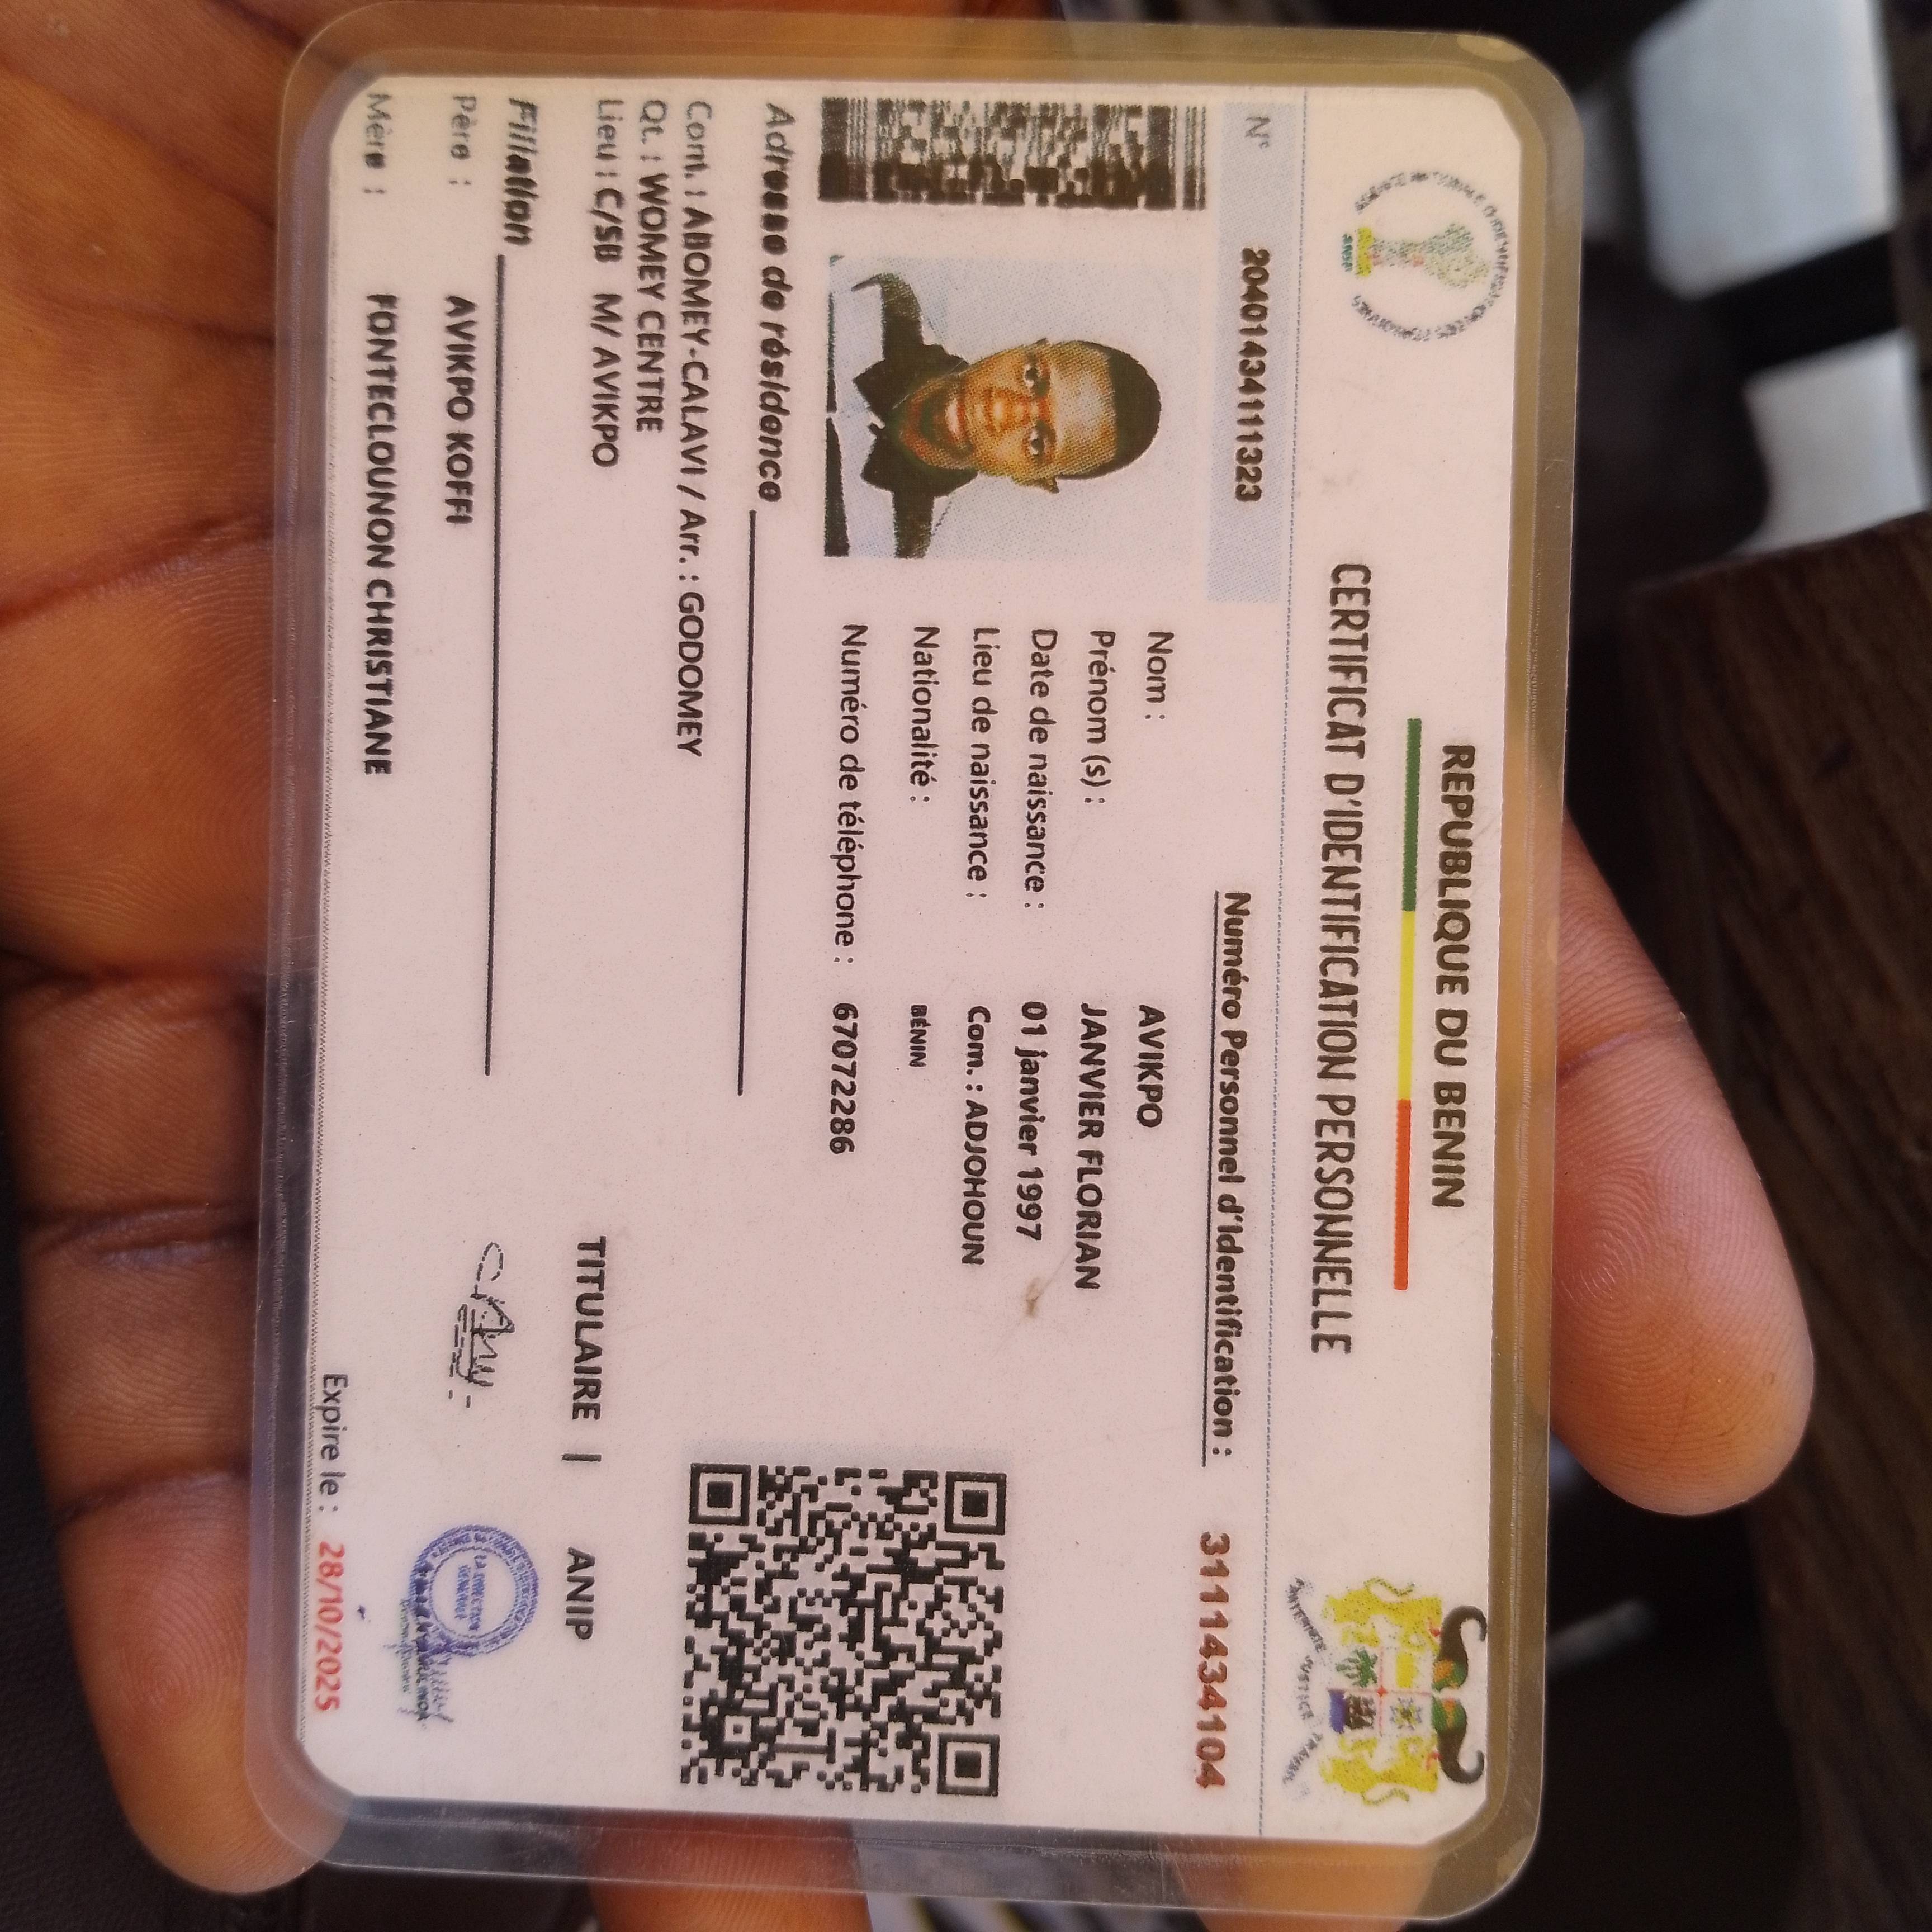 REPUBLIQUE DU BENIN
CERTIFICAT D'IDENTIFICATION PERSONNELLE
ANIP
N° 20401434111323
Numéro Personnel d'Identification : 3111434104
Nom : AVIKPO
Prénom (s) : JANVIER FLORIAN
Date de naissance : 01 janvier 1997
Lieu de naissance : Com. : ADJOHOUN
Nationalité : BÉNIN
Numéro de téléphone : 67072286
Adresse de résidence
Com. : ABOMEY-CALAVI / Arr. : GODOMEY
Qt. : WOMEY CENTRE
Lieu : C/SB M/ AVIKPO
Filiation
Père : AVIKPO KOFFI
Mère : FONTECLOUNON CHRISTIANE
TITULAIRE | ANIP
Expire le : 28/10/2025